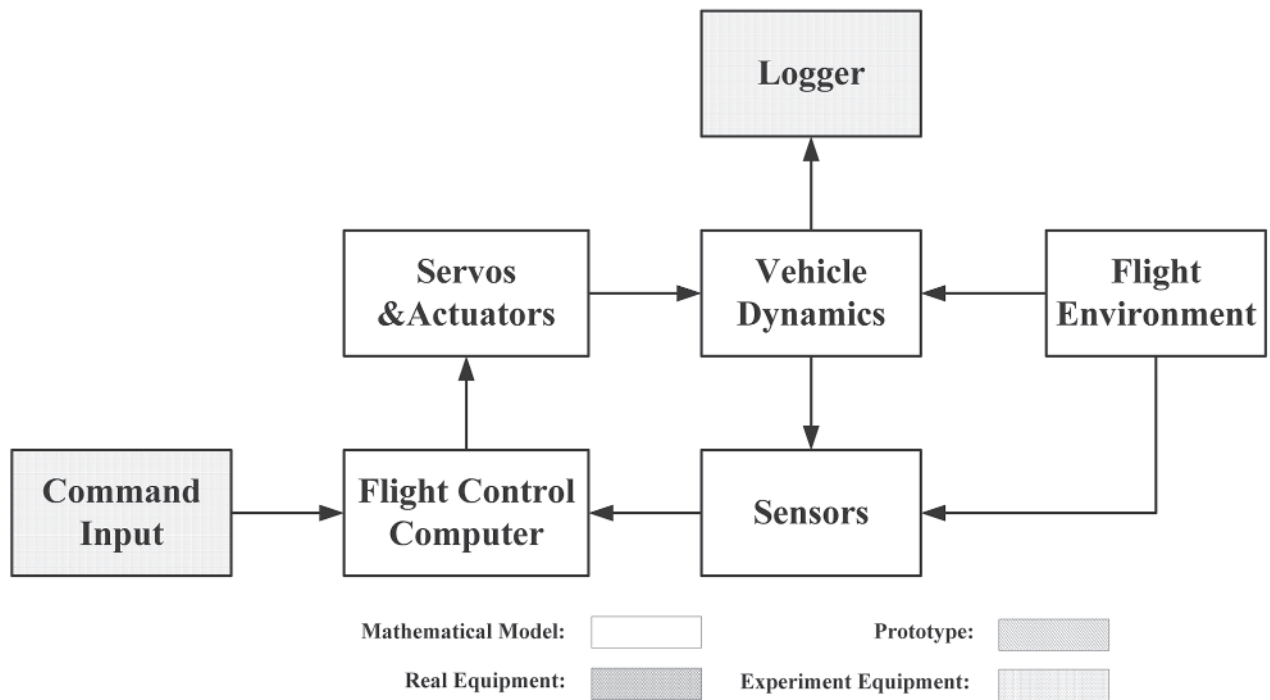 Logger
Servos
&Actuators
Vehicle
Dynamics
Flight
Environment
Command
Input
Flight Control
Computer
Sensors
Mathematical Model:
Prototype:
Real Equipment:
Experiment Equipment: